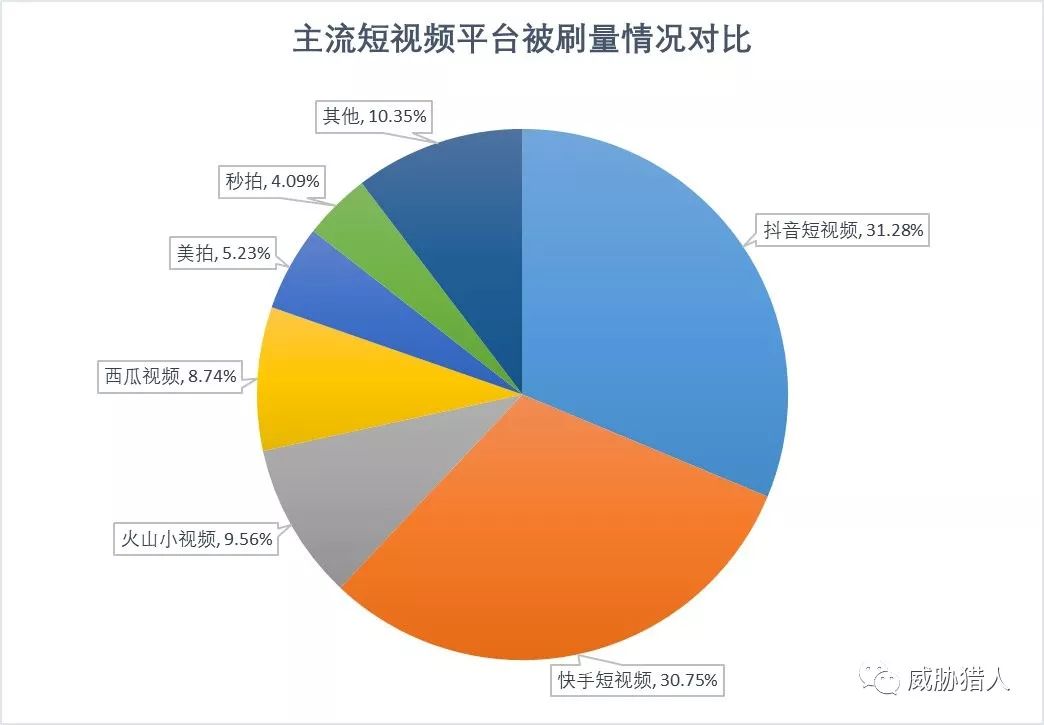 主流短视频平台被刷量情况对比
其他, 10.35%
秒拍, 4.09%
抖音短视频, 31.28%
美拍, 5.23%
西瓜视频, 8.74%
火山小视频, 9.56%
快手短视频, 30.75%
威胁猎人